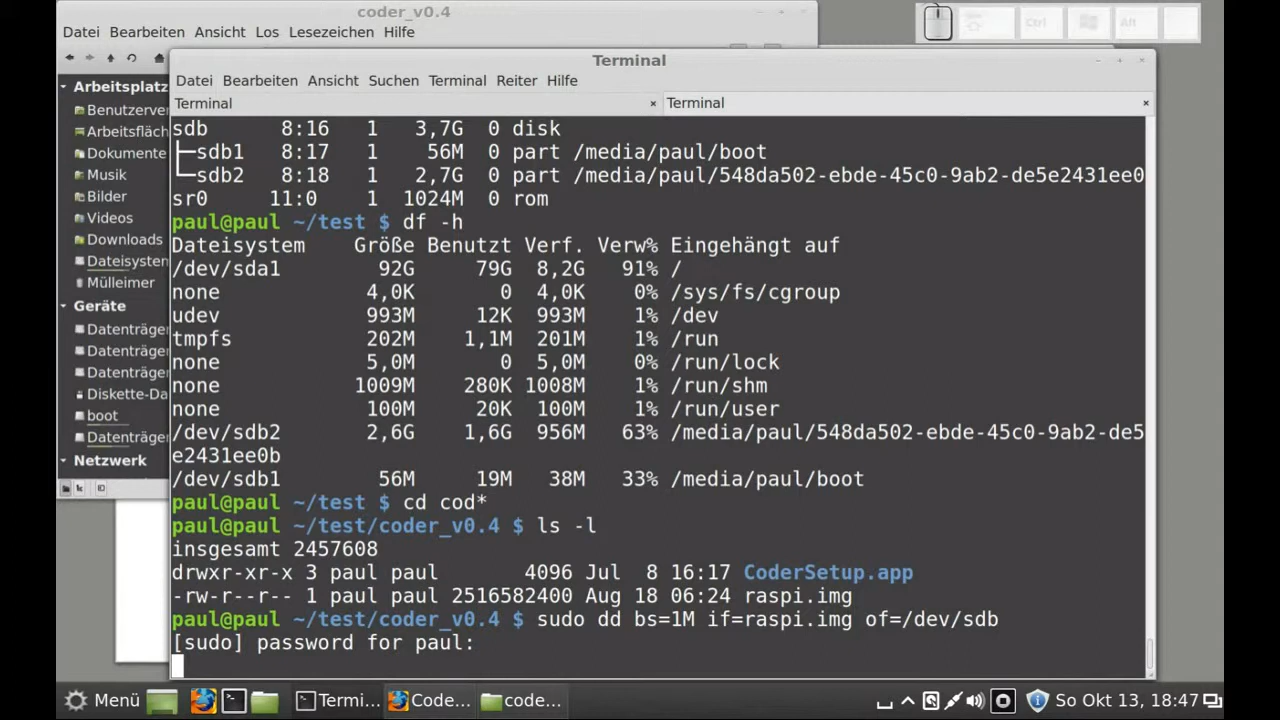 coder_v0.4
Datei Bearbeiten Ansicht Los Lesezeichen Hilfe
Ctrl
Alt
Terminal
Datei Bearbeiten Ansicht Suchen Terminal Reiter Hilfe
Terminal × Terminal ×
Arbeitsplatz
Benutzerver
Arbeitsfläch
Dokumente
Musik
Bilder
Videos
Downloads
Dateisystem
Mülleimer
Geräte
Datenträger
Datenträger
Datenträger
Diskette-Da
boot
Datenträger
Netzwerk
sdb 8:16 1 3,7G 0 disk
├─sdb1 8:17 1 56M 0 part /media/paul/boot
└─sdb2 8:18 1 2,7G 0 part /media/paul/548da502-ebde-45c0-9ab2-de5e2431ee0
sr0 11:0 1 1024M 0 rom
paul@paul ~/test $ df -h
Dateisystem Größe Benutzt Verf. Verw% Eingehängt auf
/dev/sda1 92G 79G 8,2G 91% /
none 4,0K 0 4,0K 0% /sys/fs/cgroup
udev 993M 12K 993M 1% /dev
tmpfs 202M 1,1M 201M 1% /run
none 5,0M 0 5,0M 0% /run/lock
none 1009M 280K 1008M 1% /run/shm
none 100M 20K 100M 1% /run/user
/dev/sdb2 2,6G 1,6G 956M 63% /media/paul/548da502-ebde-45c0-9ab2-de5
e2431ee0b
/dev/sdb1 56M 19M 38M 33% /media/paul/boot
paul@paul ~/test $ cd cod*
paul@paul ~/test/coder_v0.4 $ ls -l
insgesamt 2457608
drwxr-xr-x 3 paul paul 4096 Jul 8 16:17 CoderSetup.app
-rw-r--r-- 1 paul paul 2516582400 Aug 18 06:24 raspi.img
paul@paul ~/test/coder_v0.4 $ sudo dd bs=1M if=raspi.img of=/dev/sdb
[sudo] password for paul:
Menü Termi... Code... code... So Okt 13, 18:47